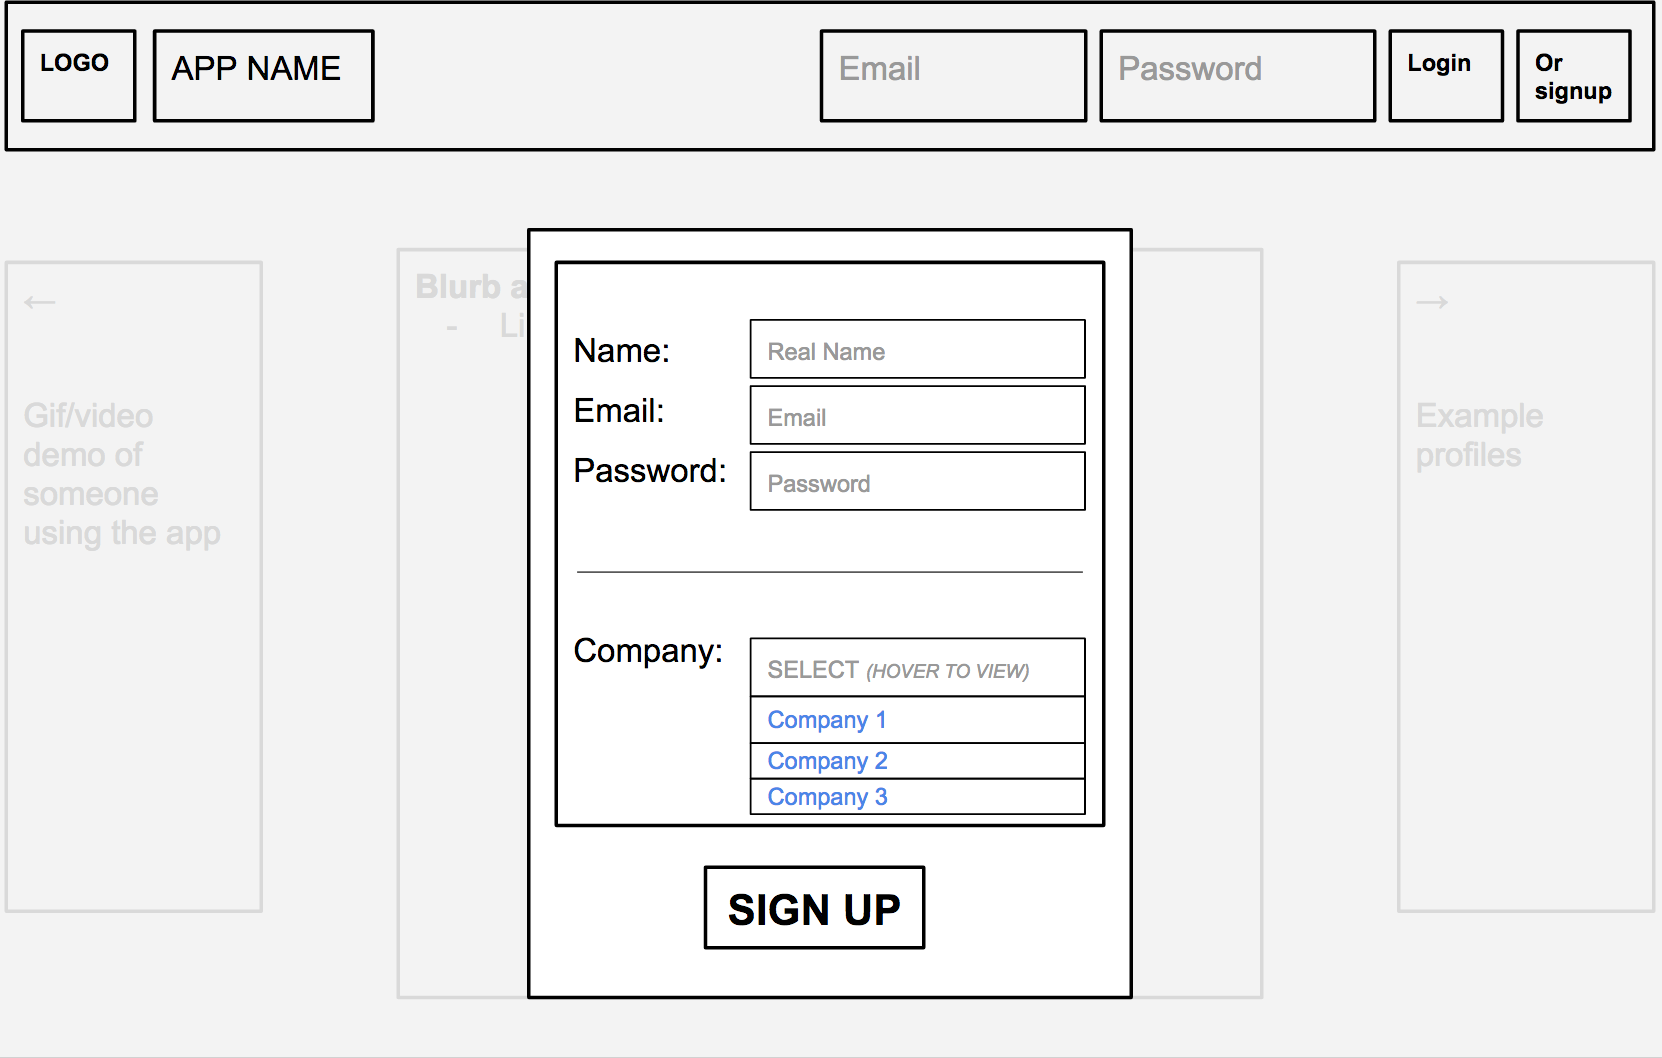 LOGO
APP NAME
Email
Password
Login
Or
signup
←
Gif/video
demo of
someone
using the app
Blurb a
- Li
Name:
Real Name
Email:
Email
Password:
Password
Company:
SELECT (HOVER TO VIEW)
Company 1
Company 2
Company 3
SIGN UP
→
Example
profiles